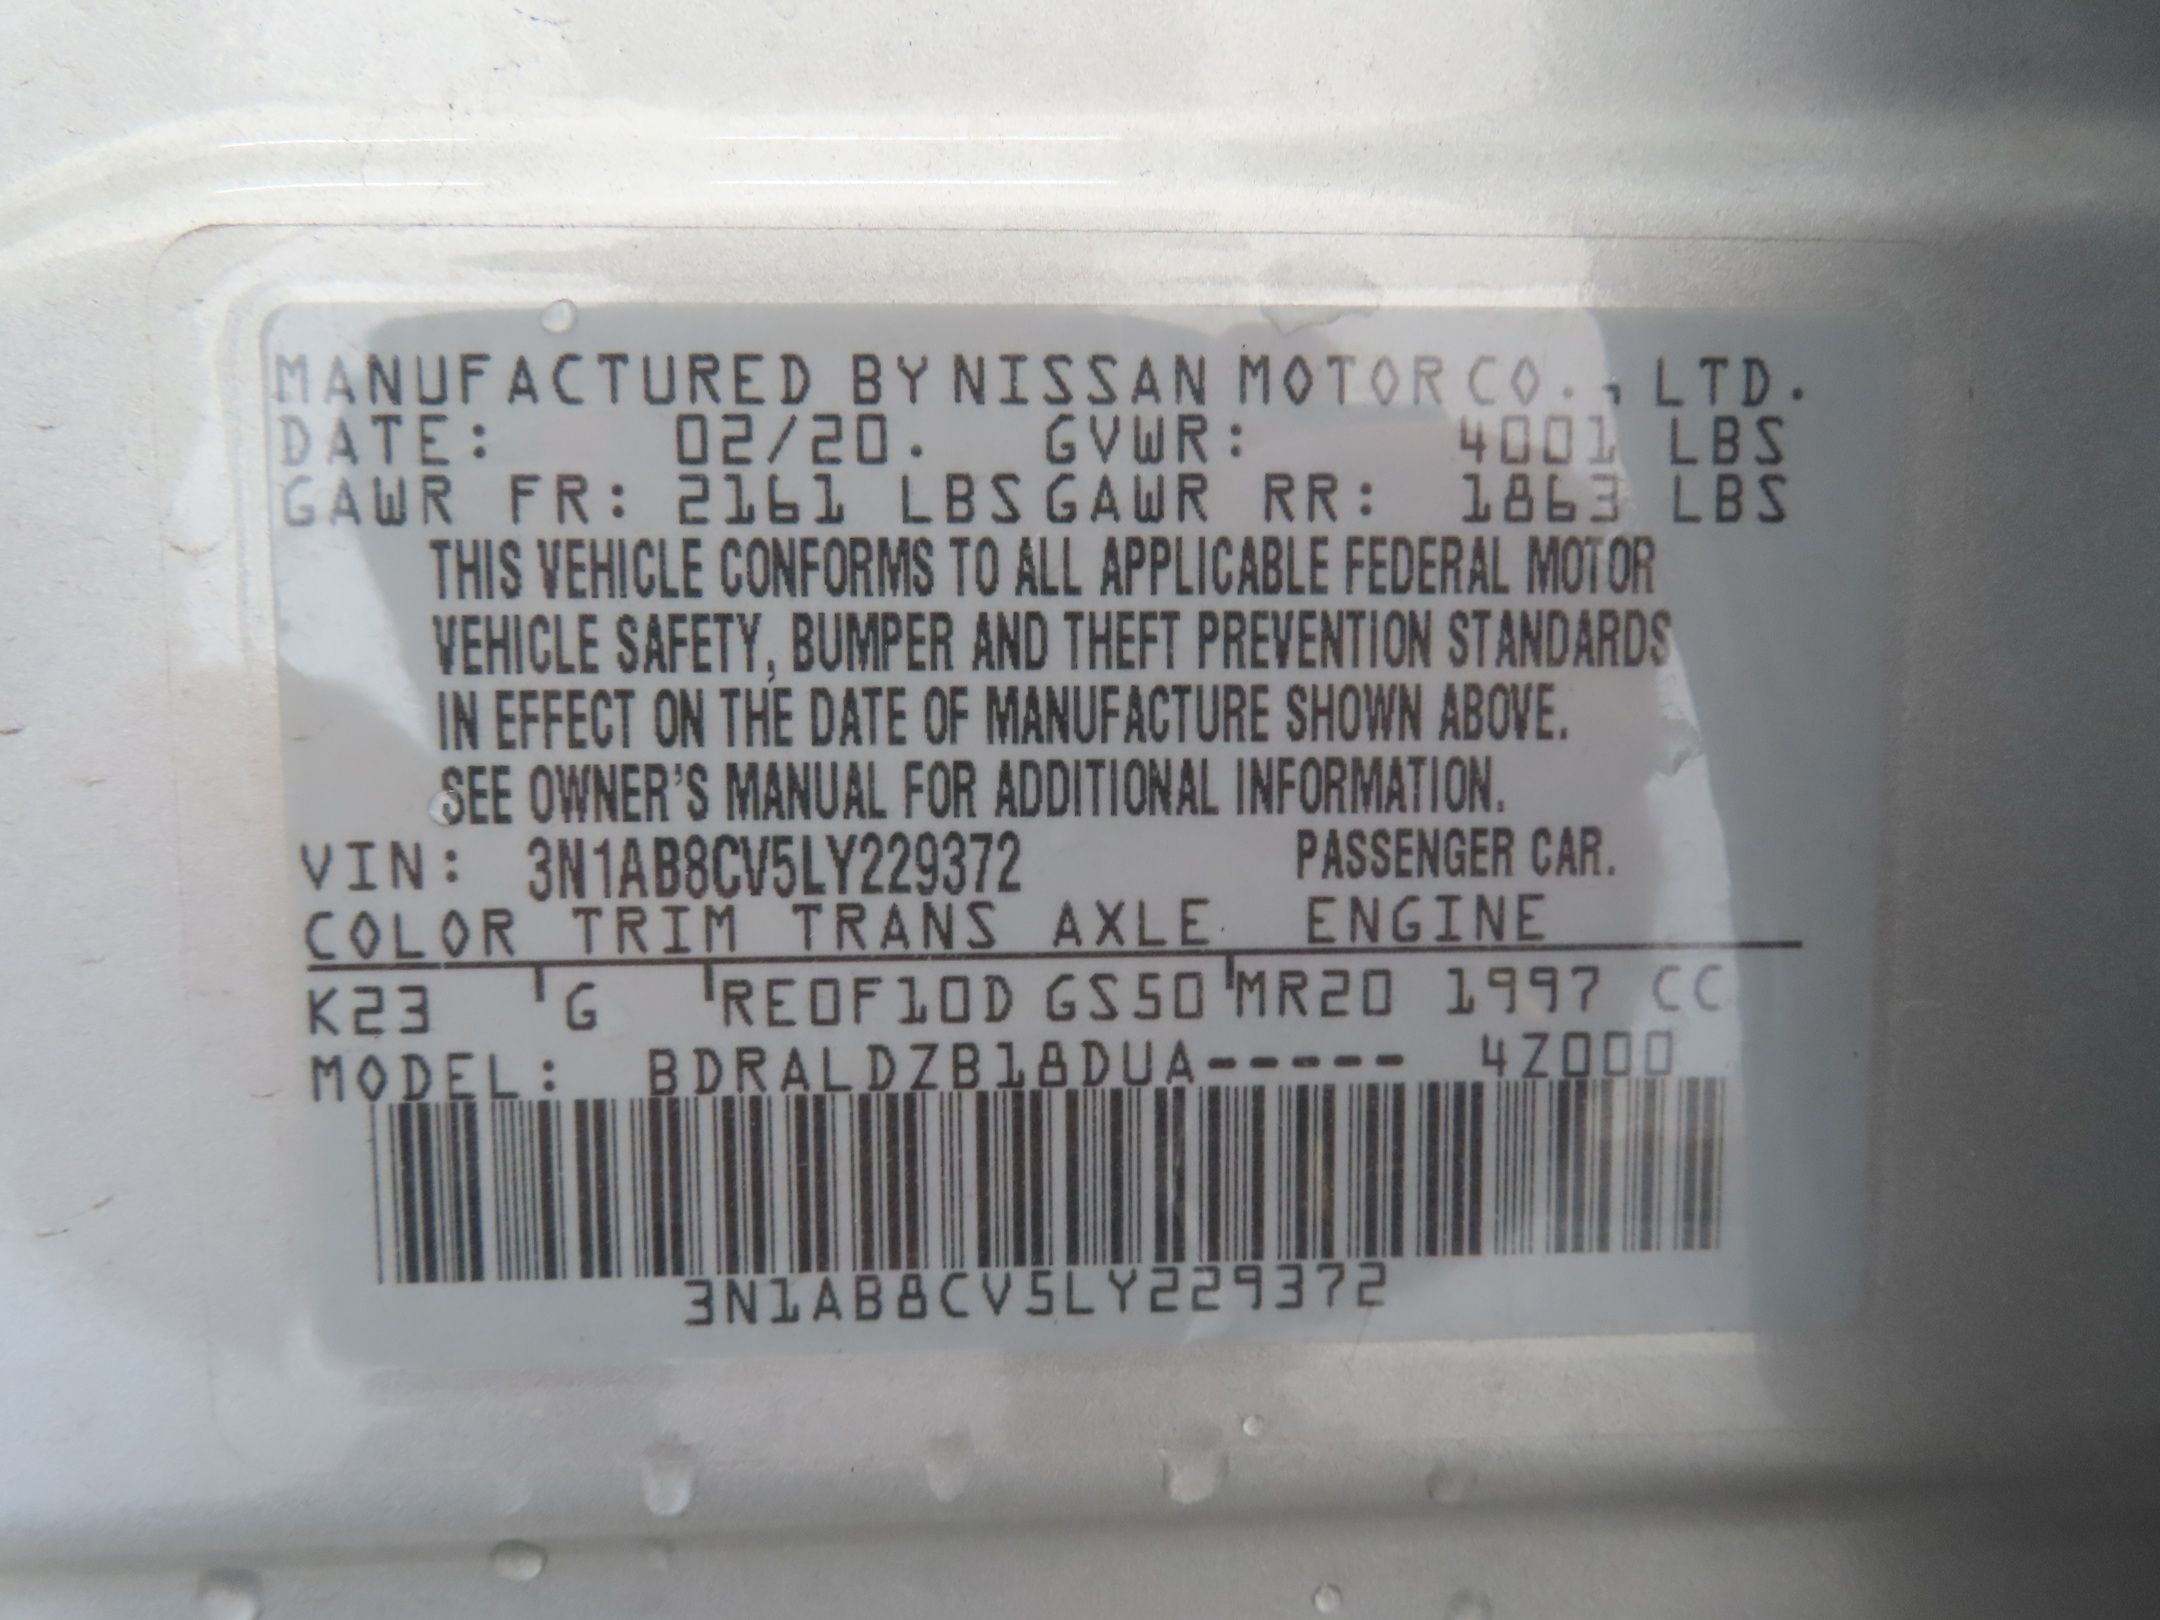 MANUFACTURED BY NISSAN MOTOR CO., LTD.
DATE: 02/20. GVWR: 4001 LBS
GAWR FR: 2161 LBS GAWR RR: 1863 LBS
THIS VEHICLE CONFORMS TO ALL APPLICABLE FEDERAL MOTOR
VEHICLE SAFETY, BUMPER AND THEFT PREVENTION STANDARDS
IN EFFECT ON THE DATE OF MANUFACTURE SHOWN ABOVE.
SEE OWNER'S MANUAL FOR ADDITIONAL INFORMATION.
VIN: 3N1AB8CV5LY229372 PASSENGER CAR.
COLOR TRIM TRANS AXLE ENGINE
K23 G RE0F10D GS50 MR20 1997 CC
MODEL: BDRALDZB18DUA----- 4Z000
3N1AB8CV5LY229372